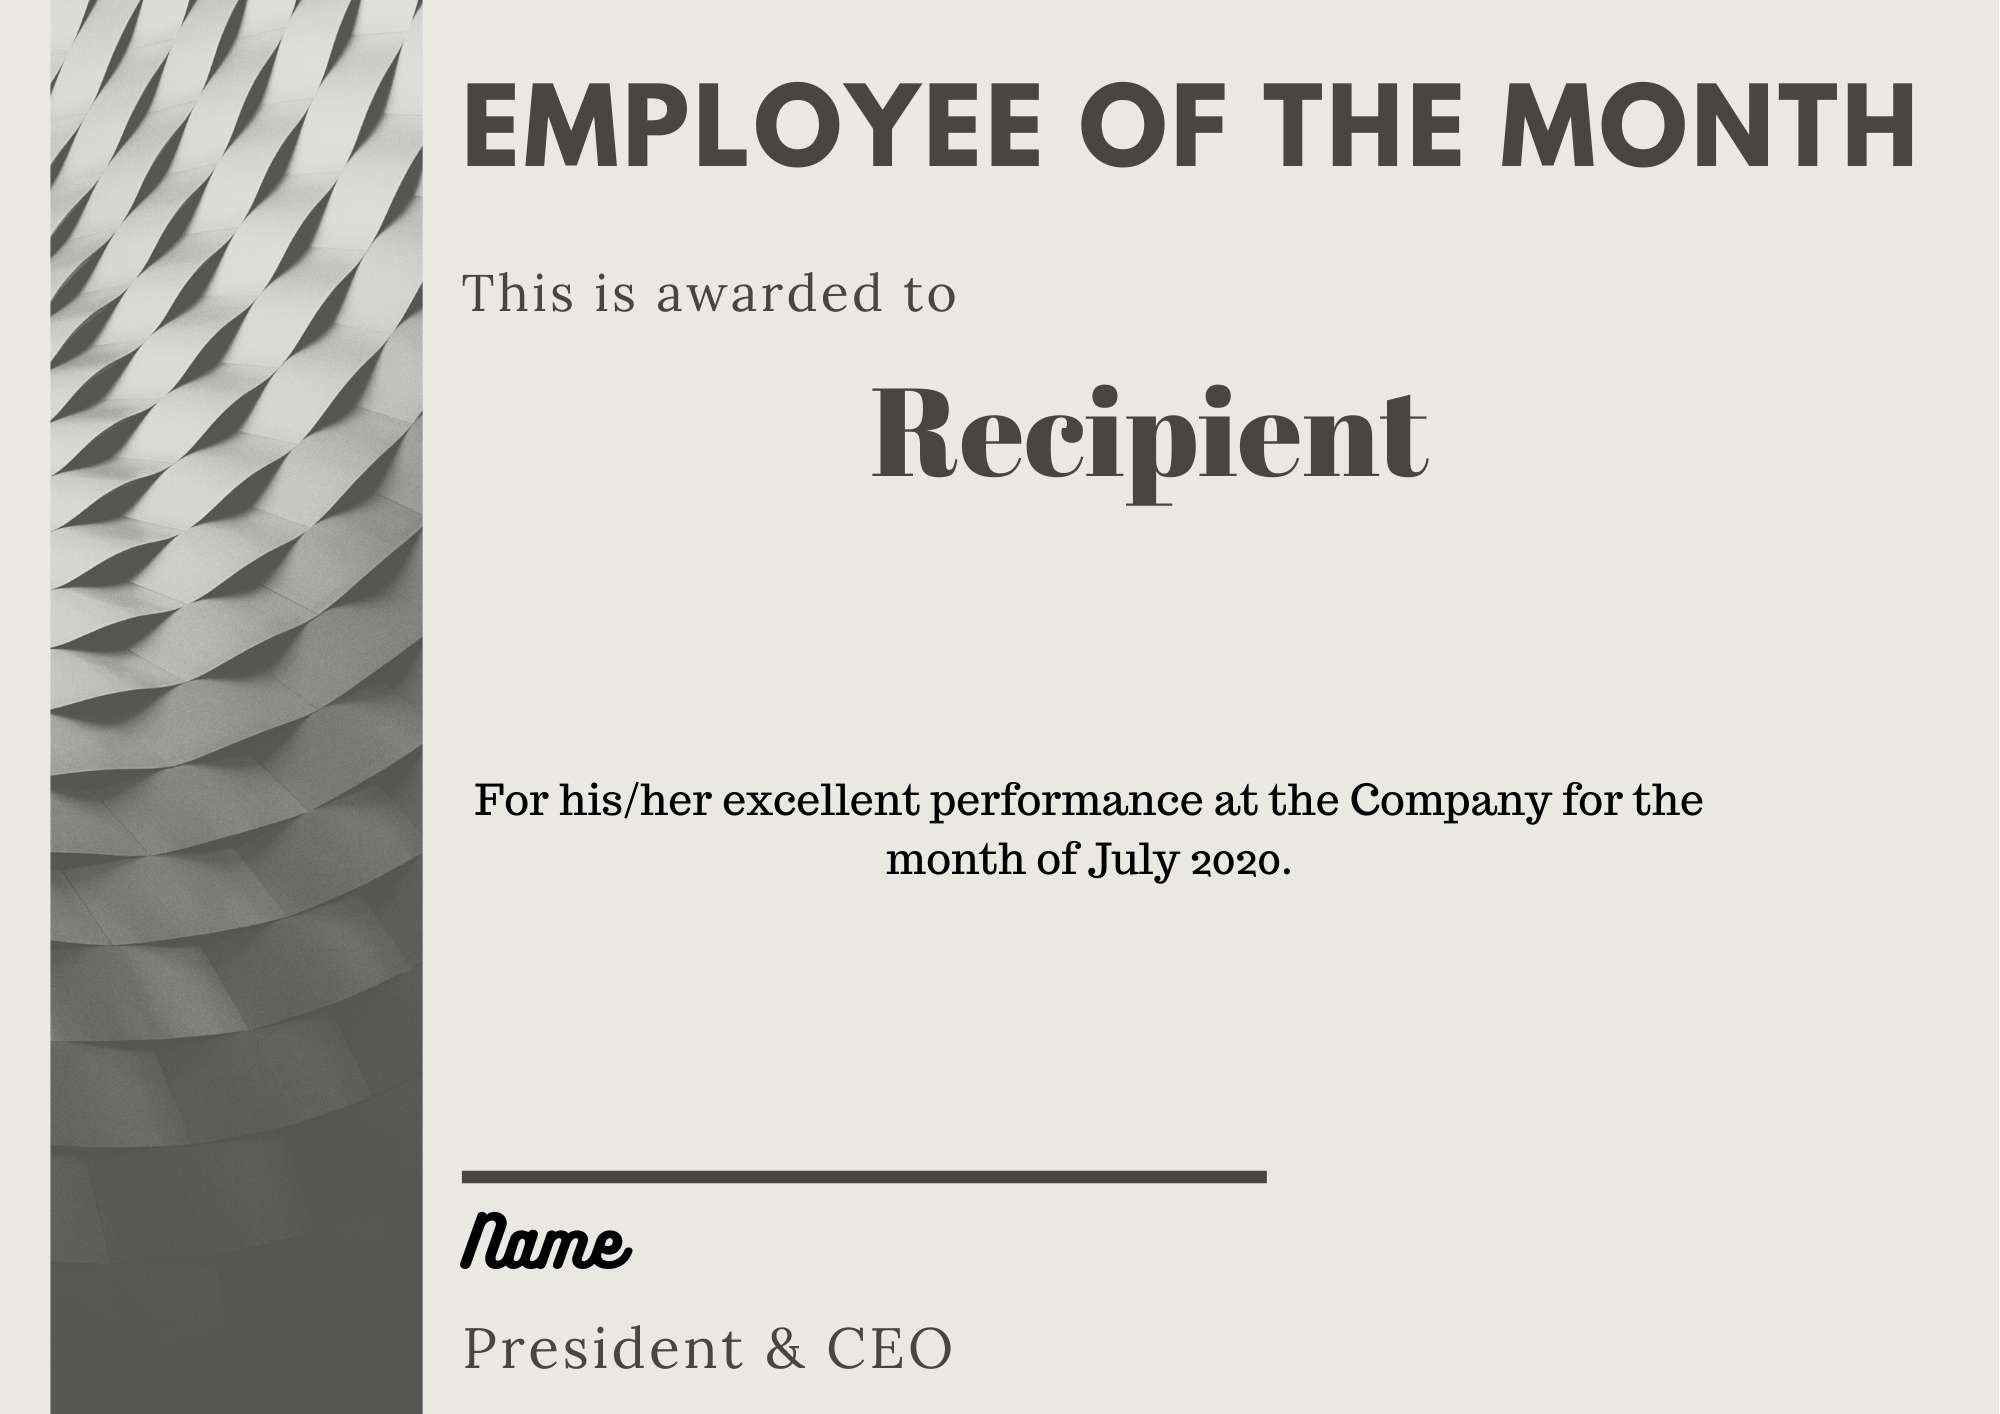 EMPLOYEE OF THE MONTH
This is awarded to
Recipient
For his/her excellent performance at the Company for the
month of July 2020.
Name
President & CEO